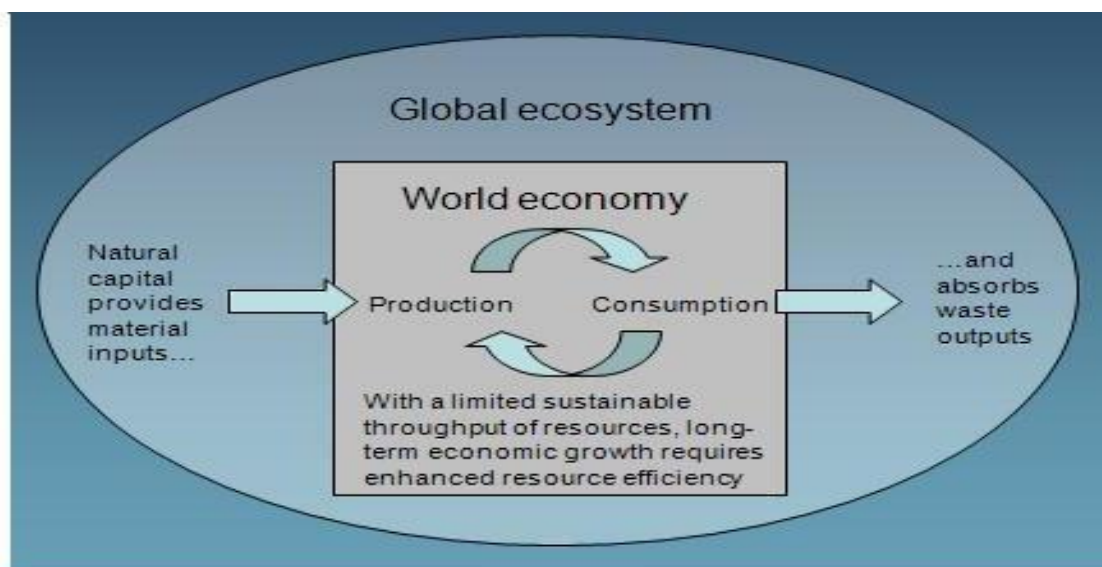 Global ecosystem
World economy
Natural
capital
provides
material
inputs...
Production
Consumption
...and
absorbs
waste
outputs
With a limited sustainable
throughput of resources, long-
term economic growth requires
enhanced resource efficiency